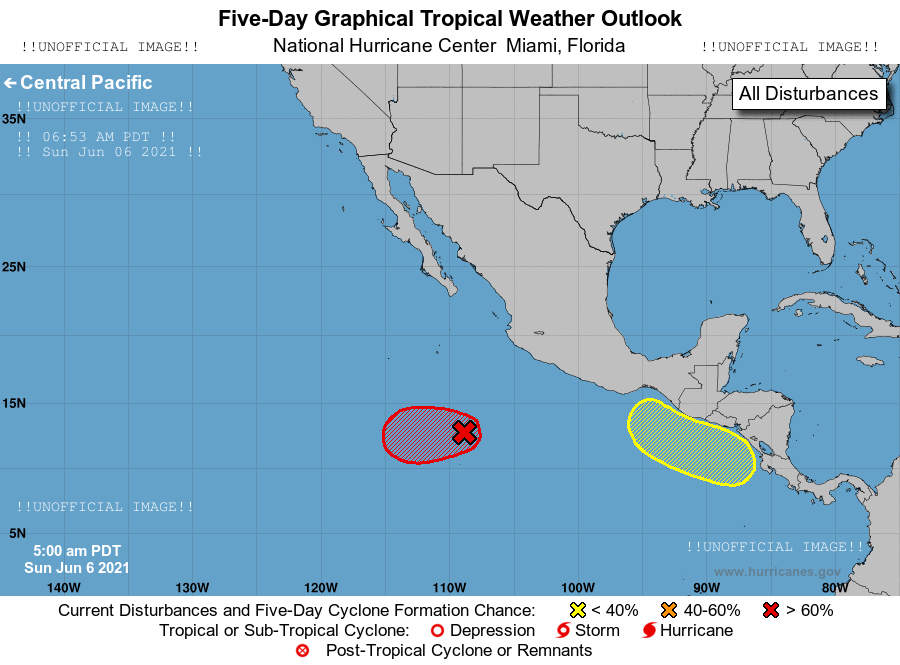 Five-Day Graphical Tropical Weather Outlook
!!UNOFFICIAL IMAGE!! National Hurricane Center Miami, Florida !!UNOFFICIAL IMAGE!!
← Central Pacific
All Disturbances
!!UNOFFICIAL IMAGE!!
35N
!! 06:53 AM PDT !!
!! Sun Jun 06 2021 !!
25N
15N
!!UNOFFICIAL IMAGE!!
5N
5:00 am PDT
Sun Jun 6 2021
!!UNOFFICIAL IMAGE!!
www.hurricanes.gov
140W 130W 120W 110W 100W 90W 80W
Current Disturbances and Five-Day Cyclone Formation Chance: < 40% 40-60% > 60%
Tropical or Sub-Tropical Cyclone: Depression Storm Hurricane
Post-Tropical Cyclone or Remnants